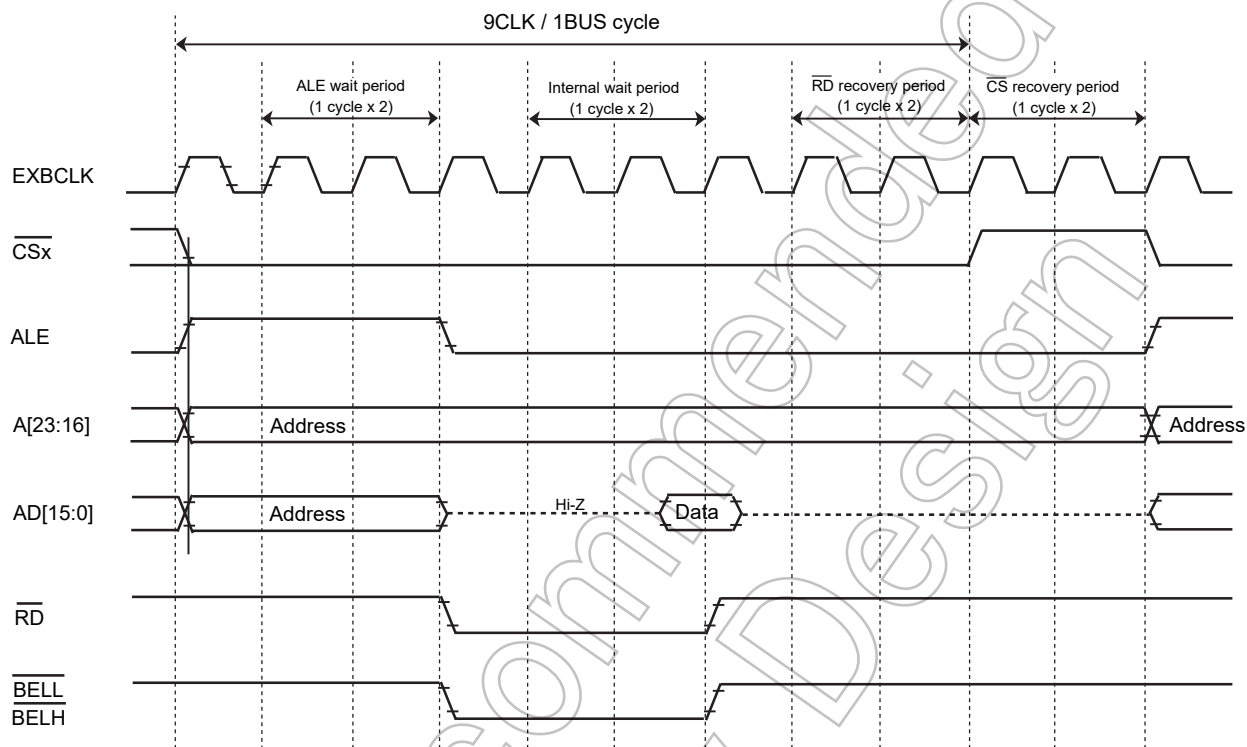 9CLK / 1BUS cycle
ALE wait period
(1 cycle x 2)
Internal wait period
(1 cycle x 2)
RD recovery period
(1 cycle x 2)
CS recovery period
(1 cycle x 2)
EXBCLK
CSx
ALE
A[23:16]
Address
Address
AD[15:0]
Address
Hi-Z
Data
RD
BELL
BELH
ommended
Design